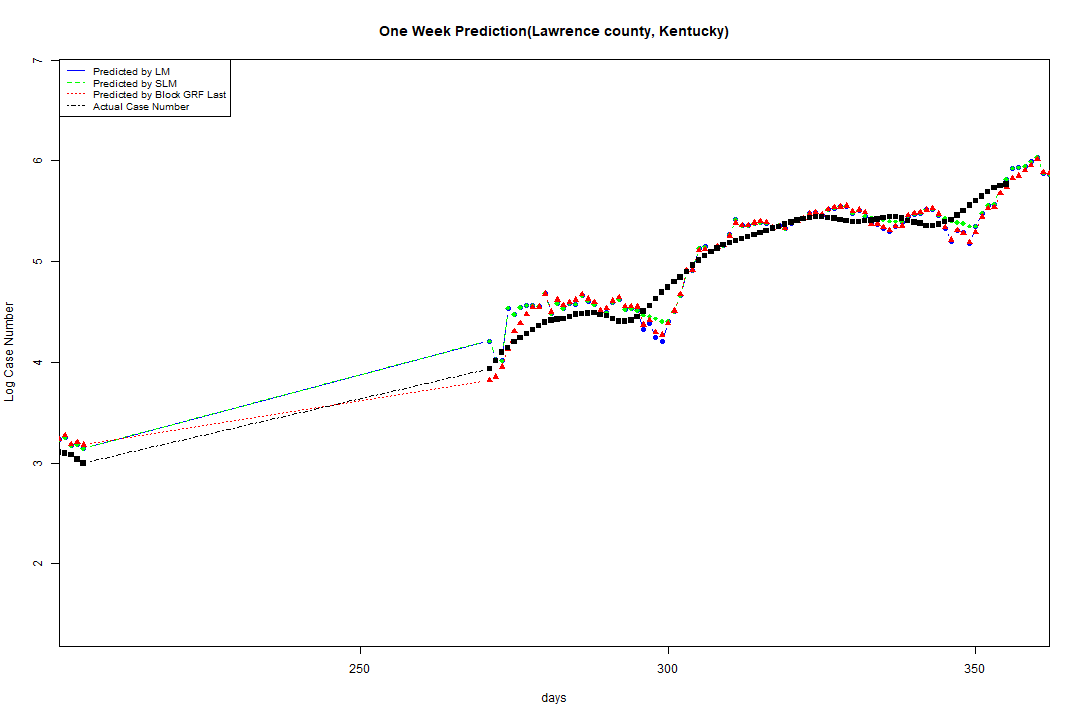 One Week Prediction(Lawrence county, Kentucky)
Predicted by LM
Predicted by SLM
Predicted by Block GRF Last
Actual Case Number
7
6
5
4
3
2
Log Case Number
250 300 350
days